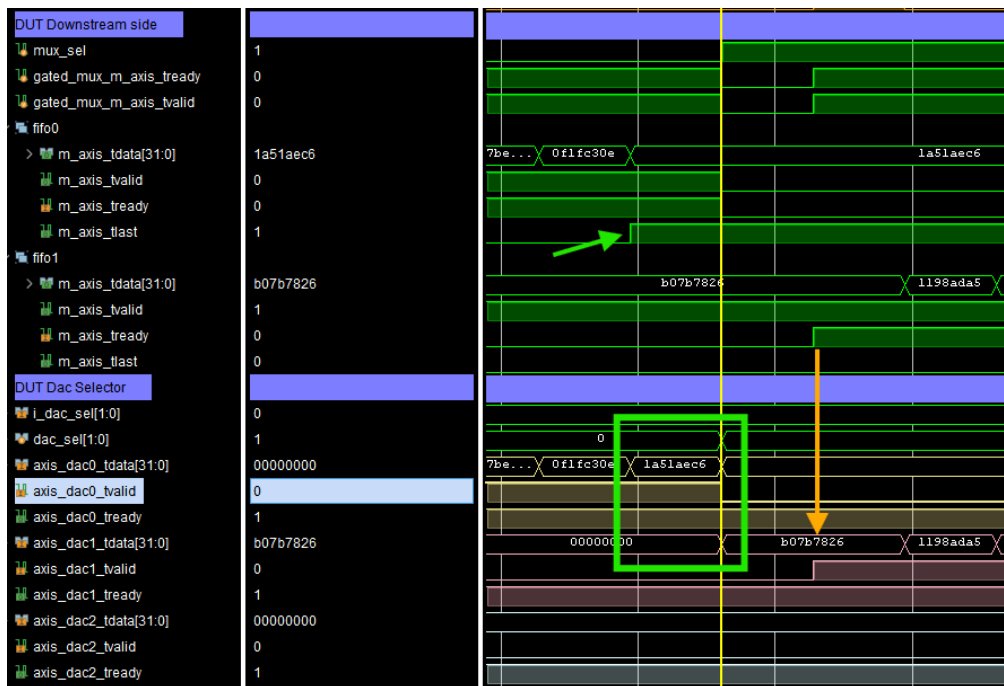 DUT Downstream side
mux_sel 1
gated_mux_m_axis_tready 0
gated_mux_m_axis_tvalid 0
fifo0
m_axis_tdata[31:0] 1a51aec6 7be... 0f1fc30e 1a51aec6
m_axis_tvalid 0
m_axis_tready 0
m_axis_tlast 1
fifo1
m_axis_tdata[31:0] b07b7826 b07b7826 1198ada5
m_axis_tvalid 1
m_axis_tready 0
m_axis_tlast 0
DUT Dac Selector
i_dac_sel[1:0] 0
dac_sel[1:0] 1 0
axis_dac0_tdata[31:0] 00000000 7be... 0f1fc30e 1a51aec6
axis_dac0_tvalid 0
axis_dac0_tready 1
axis_dac1_tdata[31:0] b07b7826 00000000 b07b7826 1198ada5
axis_dac1_tvalid 0
axis_dac1_tready 1
axis_dac2_tdata[31:0] 00000000
axis_dac2_tvalid 0
axis_dac2_tready 1